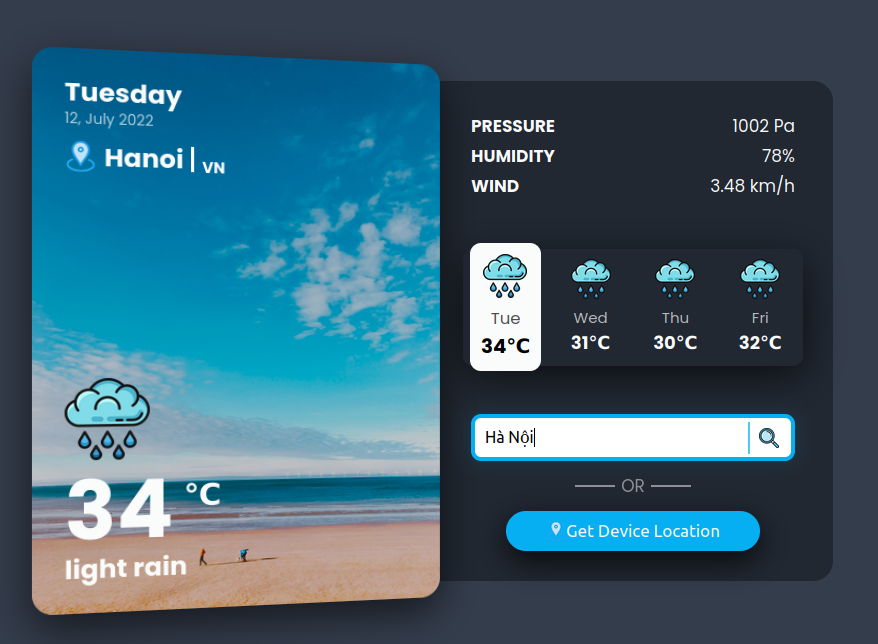 Tuesday
12, July 2022
Hanoi | VN
34 °C
light rain
PRESSURE 1002 Pa
HUMIDITY 78%
WIND 3.48 km/h
Tue Wed Thu Fri
34°C 31°C 30°C 32°C
Hà Nội
OR
Get Device Location